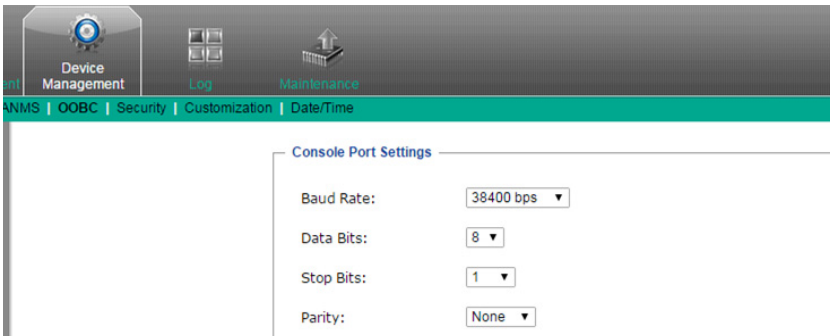 Device
ent Management Log Maintenance
ANMS | OOBC | Security | Customization | Date/Time
Console Port Settings
Baud Rate: 38400 bps
Data Bits: 8
Stop Bits: 1
Parity: None